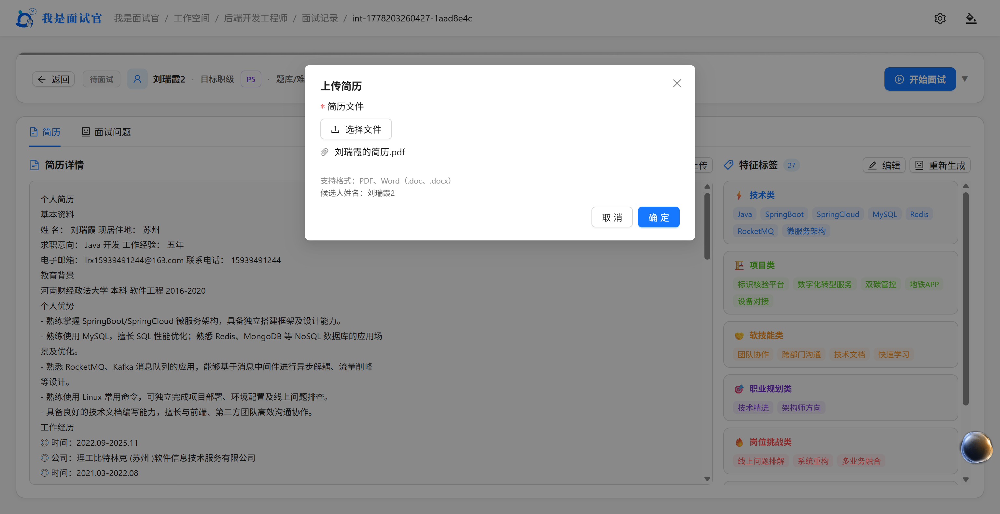 我是面试官 我是面试官 / 工作空间 / 后端开发工程师 / 面试记录 / int-1778203260427-1aad8e4c
返回 待面试 刘瑞霞2 · 目标职级 P5 · 题库/难
开始面试
上传简历
* 简历文件
选择文件
刘瑞霞的简历.pdf
支持格式：PDF、Word（.doc、.docx）
候选人姓名：刘瑞霞2
取 消 确 定
简历 面试问题
简历详情
上传
个人简历
基本资料
姓 名： 刘瑞霞 现居住地： 苏州
求职意向： Java 开发 工作经验： 五年
电子邮箱： lrx15939491244@163.com 联系电话： 15939491244
教育背景
河南财经政法大学 本科 软件工程 2016-2020
个人优势
- 熟练掌握 SpringBoot/SpringCloud 微服务架构，具备独立搭建框架及设计能力。
- 熟练使用 MySQL，擅长 SQL 性能优化；熟悉 Redis、MongoDB 等 NoSQL 数据库的应用场
景及优化。
- 熟悉 RocketMQ、Kafka 消息队列的应用，能够基于消息中间件进行异步解耦、流量削峰
等设计。
- 熟练使用 Linux 常用命令，可独立完成项目部署、环境配置及线上问题排查。
- 具备良好的技术文档编写能力，擅长与前端、第三方团队高效沟通协作。
工作经历
◎ 时间：2022.09-2025.11
◎ 公司：理工比特林克 (苏州 )软件信息技术服务有限公司
◎ 时间：2021.03-2022.08
特征标签 27 编辑 重新生成
技术类
Java SpringBoot SpringCloud MySQL Redis
RocketMQ 微服务架构
项目类
标识核验平台 数字化转型服务 双碳管控 地铁APP
设备对接
软技能类
团队协作 跨部门沟通 技术文档 快速学习
职业规划类
技术精进 架构师方向
岗位挑战类
线上问题排解 系统重构 多业务融合